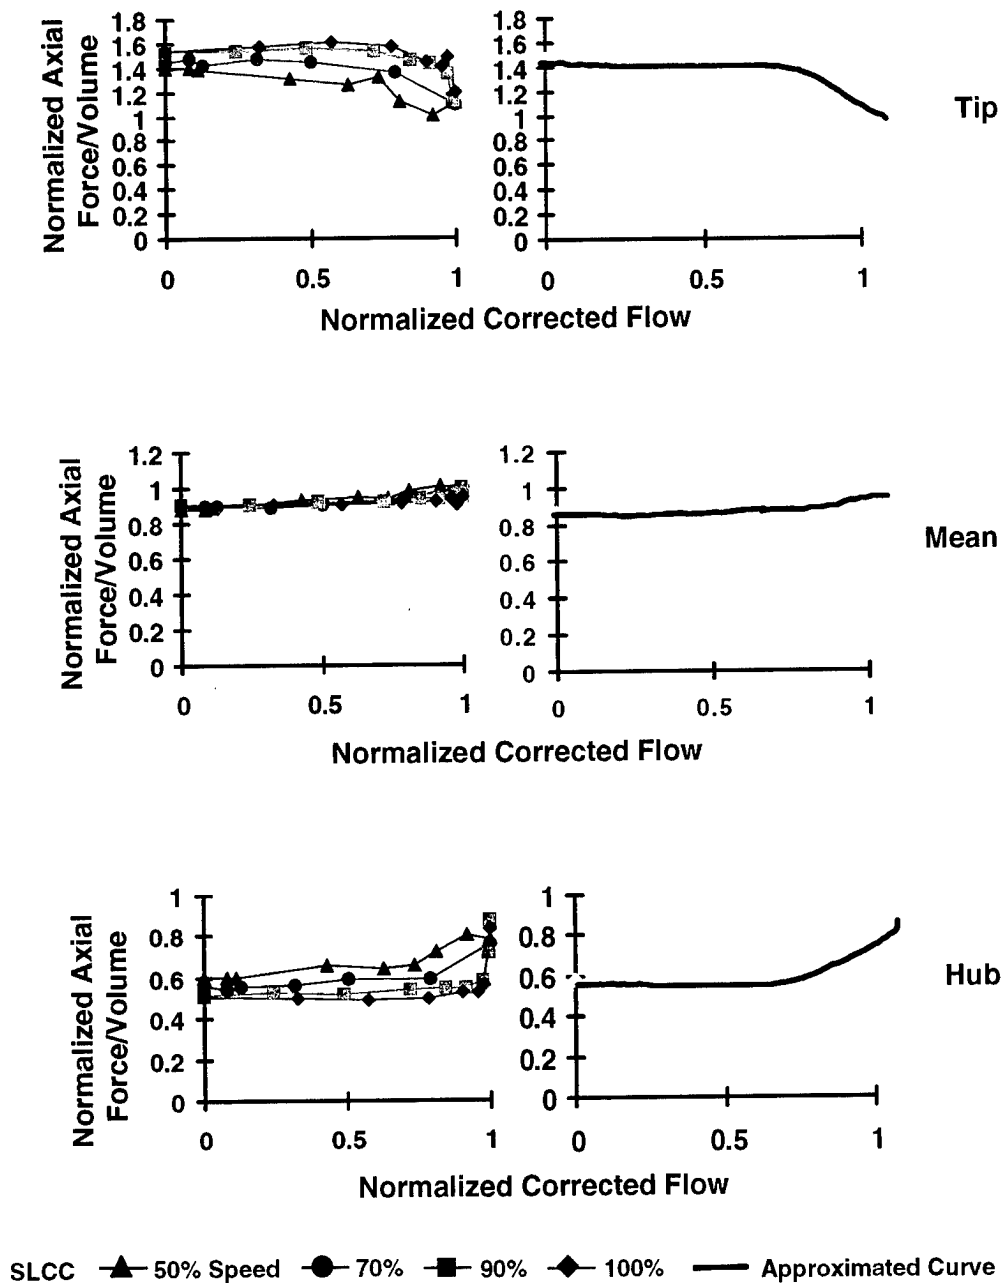 1.8
1.6
1.4
1.2
1
0.8
0.6
0.4
0.2
0
Normalized Axial
Force/Volume
0 0.5 1
1.8
1.6
1.4
1.2
1
0.8
0.6
0.4
0.2
0
0 0.5 1
Tip
Normalized Corrected Flow
1.2
1
0.8
0.6
0.4
0.2
0
Normalized Axial
Force/Volume
0 0.5 1
1.2
1
0.8
0.6
0.4
0.2
0
0 0.5 1
Mean
Normalized Corrected Flow
1
0.8
0.6
0.4
0.2
0
Normalized Axial
Force/Volume
0 0.5 1
1
0.8
0.6
0.4
0.2
0
0 0.5 1
Hub
Normalized Corrected Flow
SLCC 50% Speed 70% 90% 100% Approximated Curve